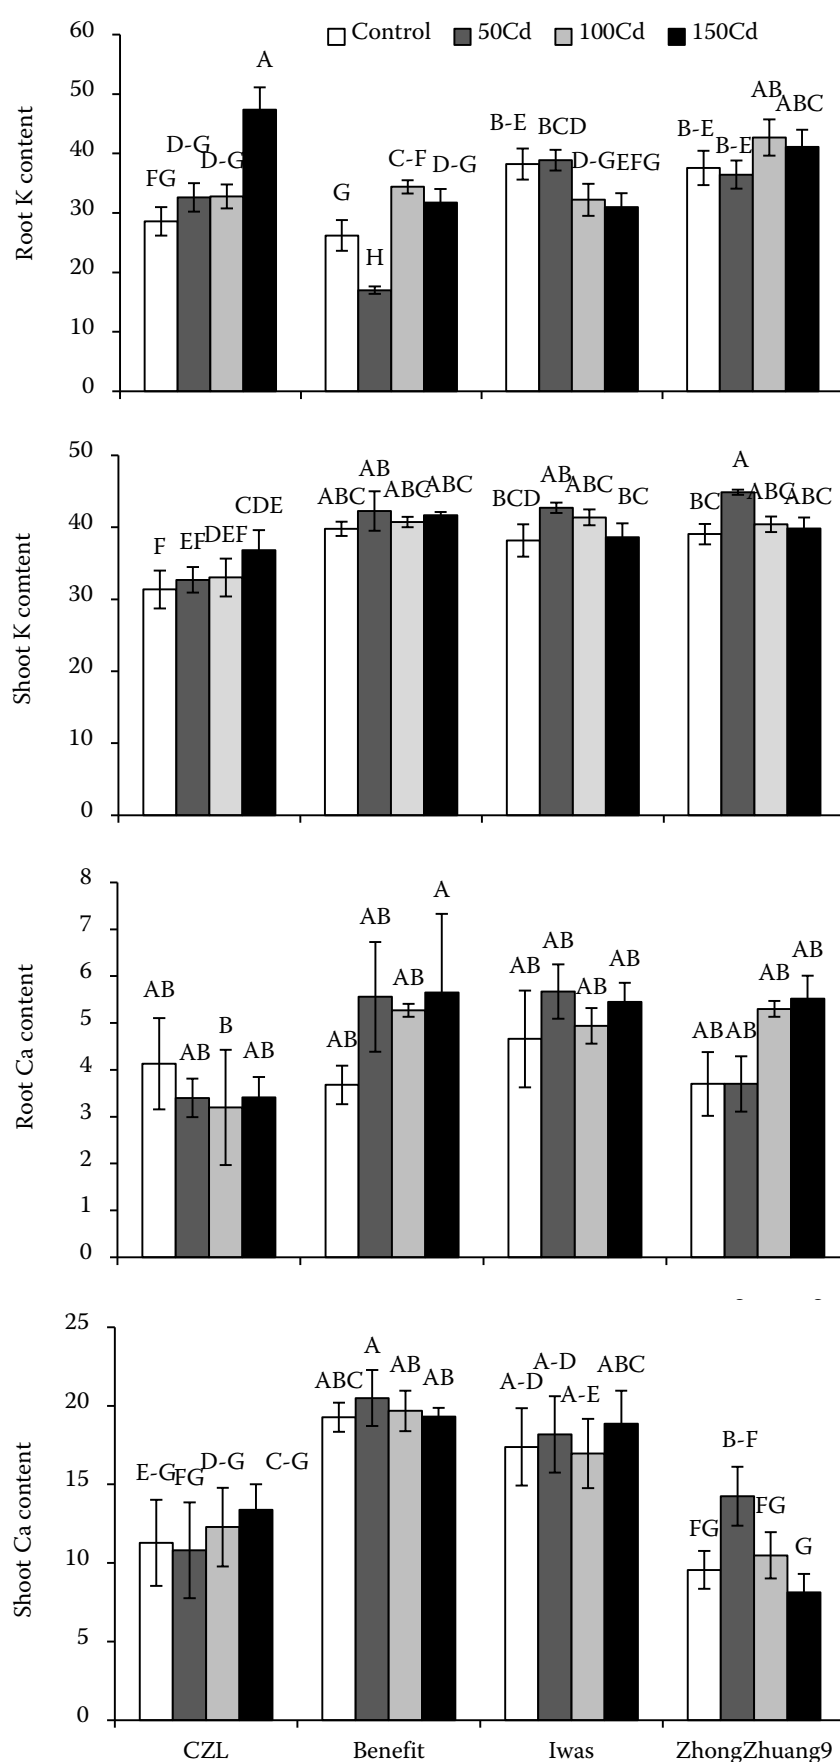 Control 50Cd 100Cd 150Cd
Root K content
60
50
40
30
20
10
0
FG D-G D-G A
G H C-F D-G
B-E BCD D-G EFG
B-E B-E AB ABC
Shoot K comtent
50
40
30
20
10
0
F EF DEF CDE
ABC AB ABC ABC
BCD AB ABC BC
BC A ABC ABC
Root Ca content
8
7
6
5
4
3
2
1
0
AB AB B AB
AB AB AB A
AB AB AB AB
AB AB AB AB
Shoot Ca content
25
20
15
10
5
0
E-G FG D-G C-G
ABC A AB AB
A-D A-D A-E ABC
FG B-F FG G
CZL Benefit Iwas ZhongZhuang9